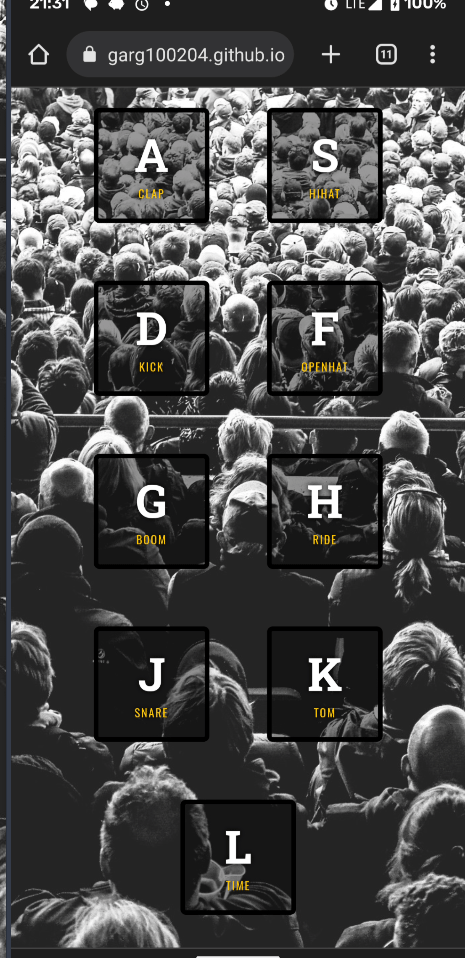 21:31 LTE 100%
garg100204.github.io 11
A S
CLAP HIHAT
D F
KICK OPENHAT
G H
BOOM RIDE
J K
SNARE TOM
L
TIME